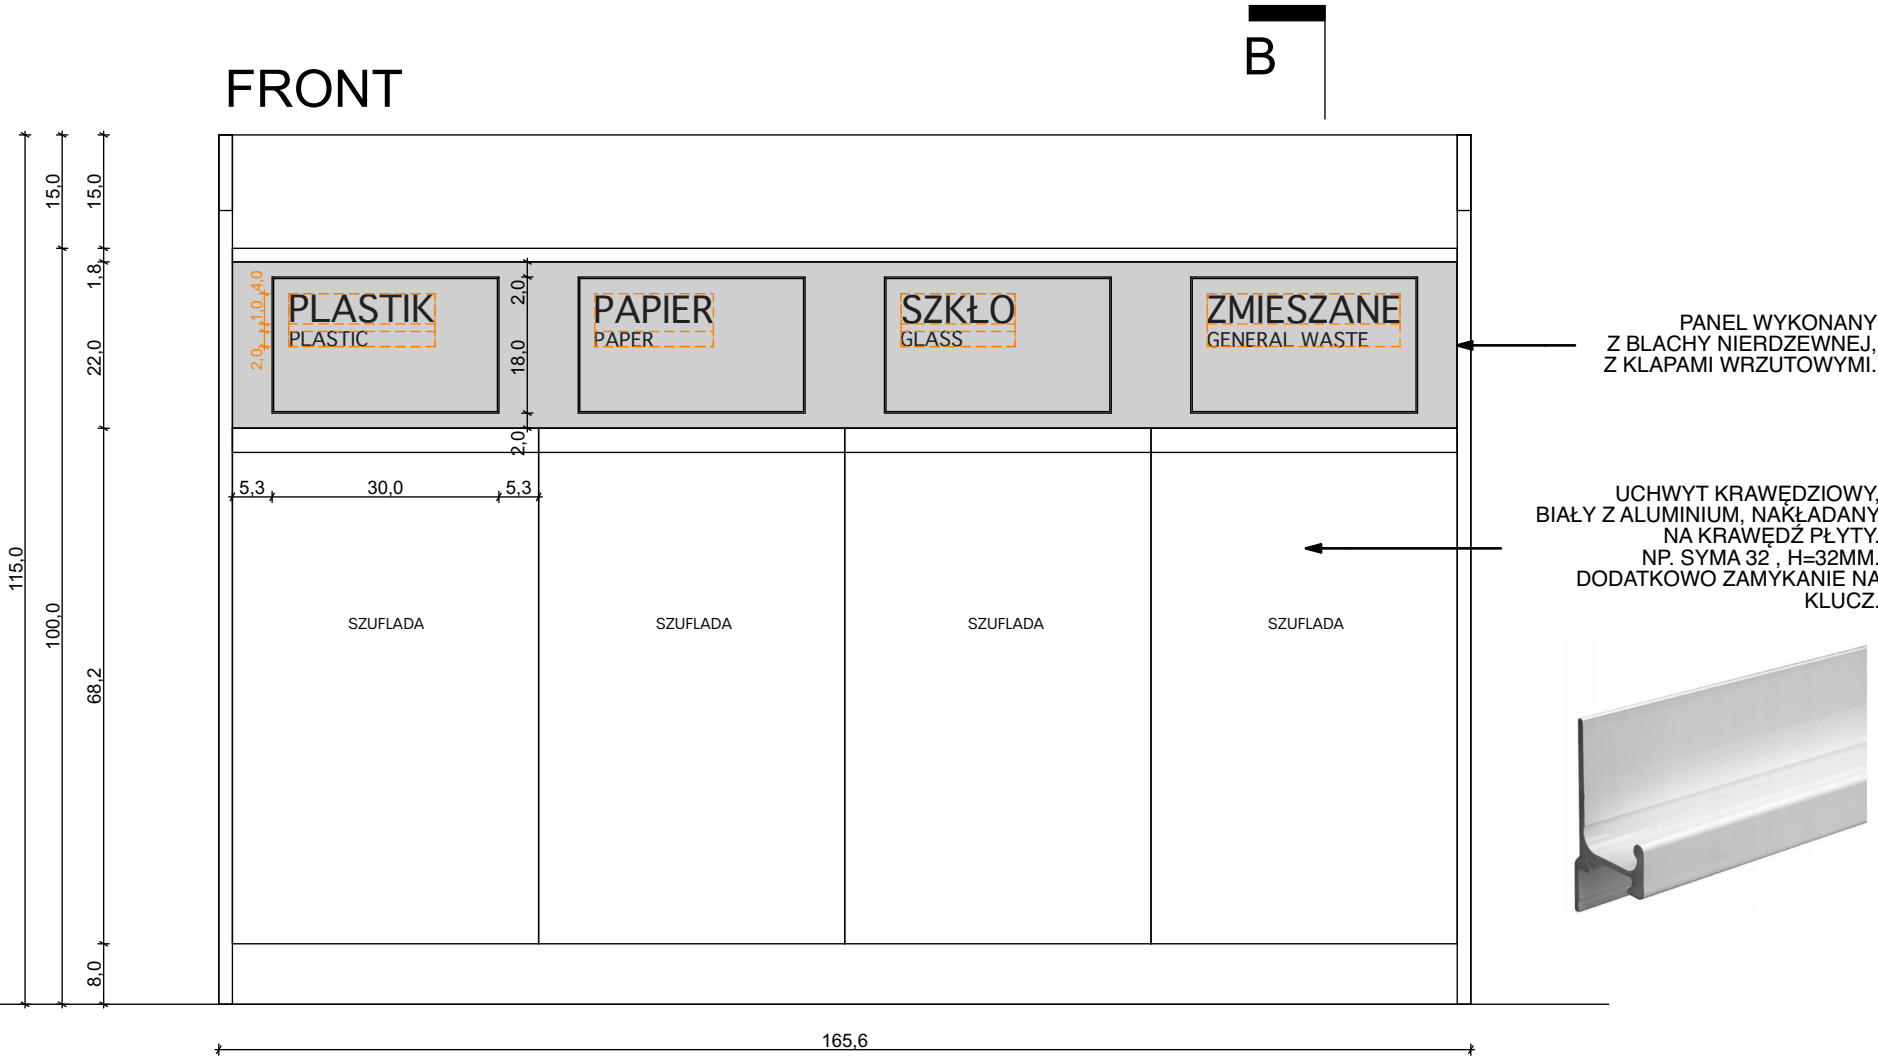 B
FRONT
15,0
15,0
1,8
22,0
115,0
100,0
68,2
8,0
4,0
1,0
2,0
PLASTIK
PLASTIC
2,0
18,0
2,0
PAPIER
PAPER
SZKŁO
GLASS
ZMIESZANE
GENERAL WASTE
PANEL WYKONANY
Z BLACHY NIERDZEWNEJ,
Z KLAPAMI WRZUTOWYMI.
5,3
30,0
5,3
UCHWYT KRAWĘDZIOWY,
BIAŁY Z ALUMINIUM, NAKŁADANY
NA KRAWĘDŹ PŁYTY.
NP. SYMA 32 , H=32MM.
DODATKOWO ZAMYKANIE NA
KLUCZ.
SZUFLADA
SZUFLADA
SZUFLADA
SZUFLADA
165,6